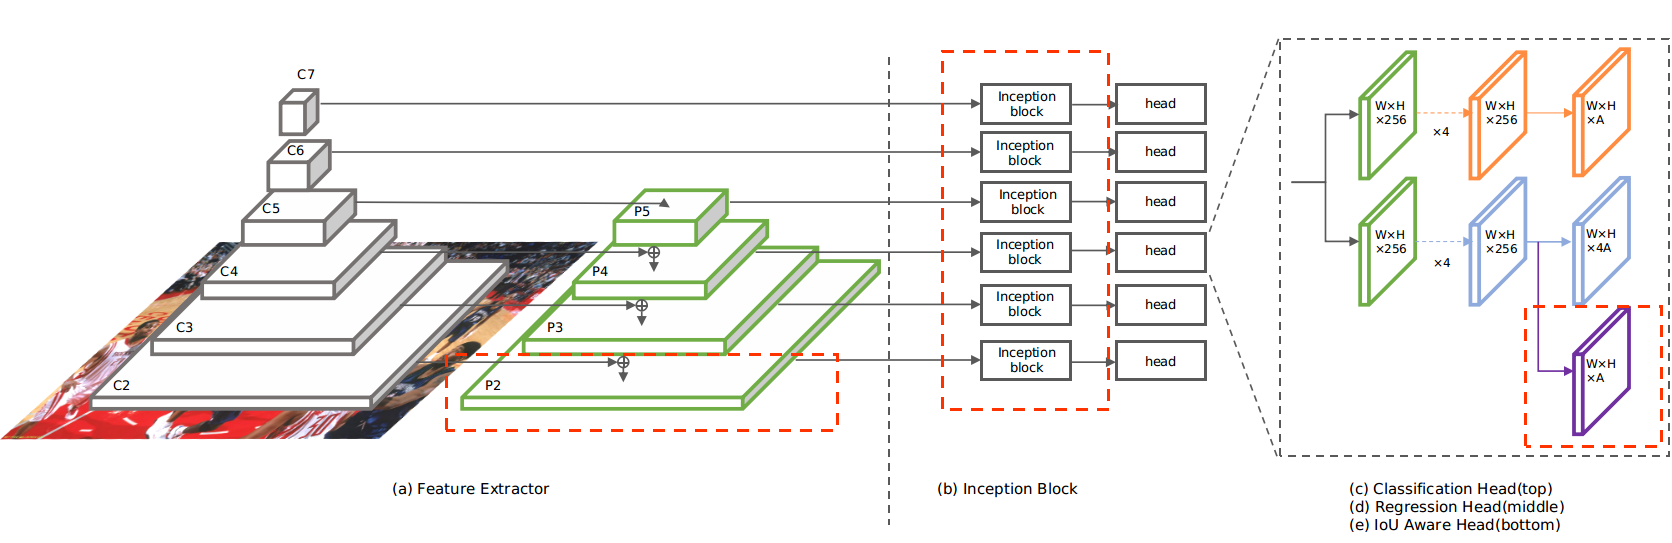 C7
C6
C5
C4
C3
C2
P5
P4
P3
P2
Inception
block
head
Inception
block
head
Inception
block
head
Inception
block
head
Inception
block
head
Inception
block
head
W×H
×256
×4
W×H
×256
W×H
×A
W×H
×256
×4
W×H
×256
W×H
×4A
W×H
×A
(a) Feature Extractor
(b) Inception Block
(c) Classification Head(top)
(d) Regression Head(middle)
(e) IoU Aware Head(bottom)